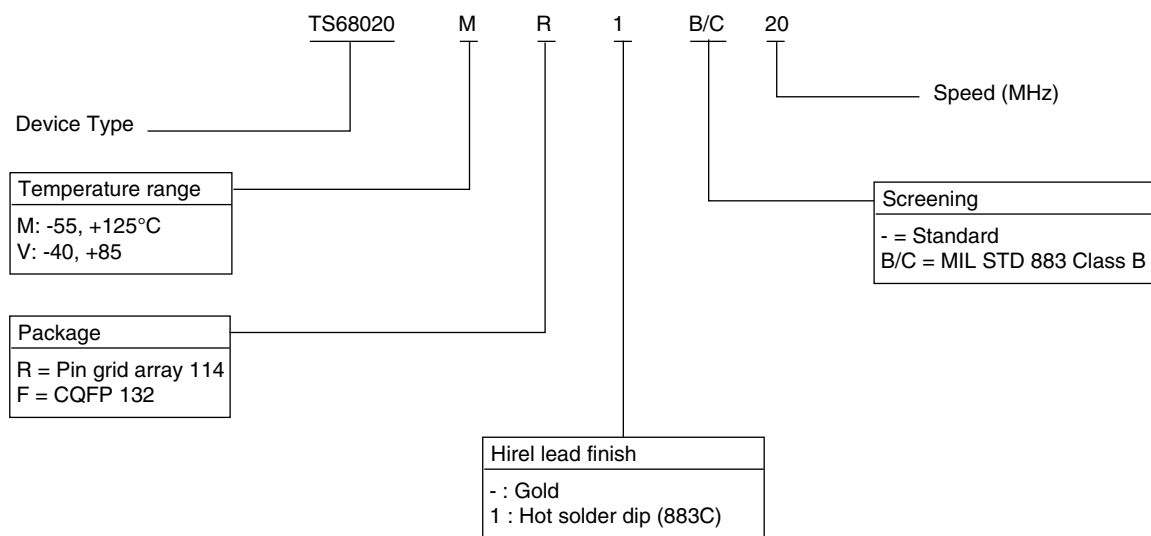 TS68020 M R 1 B/C 20
Speed (MHz)
Device Type
Temperature range
M: -55, +125°C
V: -40, +85
Screening
- = Standard
B/C = MIL STD 883 Class B
Package
R = Pin grid array 114
F = CQFP 132
Hirel lead finish
- : Gold
1 : Hot solder dip (883C)